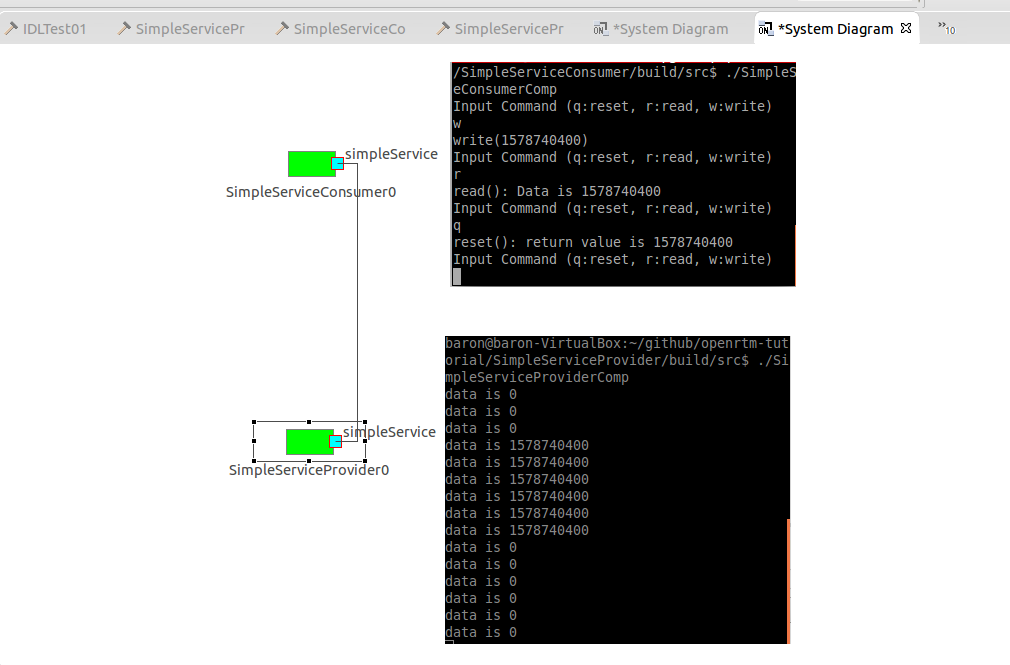 IDLTest01 SimpleServicePr SimpleServiceCo SimpleServicePr *System Diagram *System Diagram »10
simpleService
SimpleServiceConsumer0
/SimpleServiceConsumer/build/src$ ./SimpleS
eConsumerComp
Input Command (q:reset, r:read, w:write)
w
write(1578740400)
Input Command (q:reset, r:read, w:write)
r
read(): Data is 1578740400
Input Command (q:reset, r:read, w:write)
q
reset(): return value is 1578740400
Input Command (q:reset, r:read, w:write)
simpleService
SimpleServiceProvider0
baron@baron-VirtualBox:~/github/openrtm-tut
orial/SimpleServiceProvider/build/src$ ./Si
mpleServiceProviderComp
data is 0
data is 0
data is 0
data is 1578740400
data is 1578740400
data is 1578740400
data is 1578740400
data is 1578740400
data is 1578740400
data is 0
data is 0
data is 0
data is 0
data is 0
data is 0